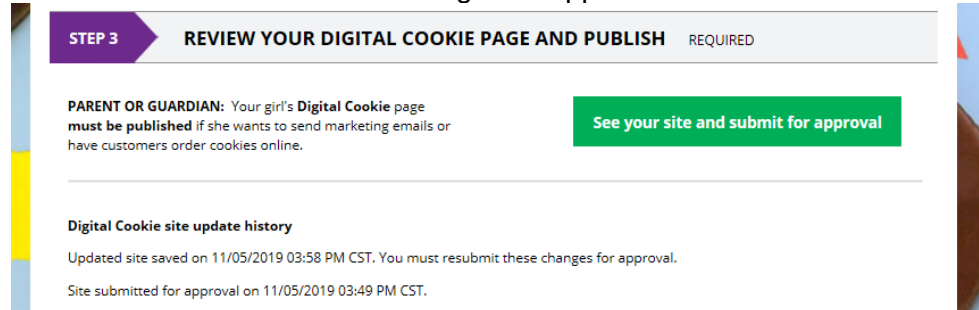 STEP 3 REVIEW YOUR DIGITAL COOKIE PAGE AND PUBLISH REQUIRED
PARENT OR GUARDIAN: Your girl's Digital Cookie page
must be published if she wants to send marketing emails or
have customers order cookies online.
See your site and submit for approval
Digital Cookie site update history
Updated site saved on 11/05/2019 03:58 PM CST. You must resubmit these changes for approval.
Site submitted for approval on 11/05/2019 03:49 PM CST.